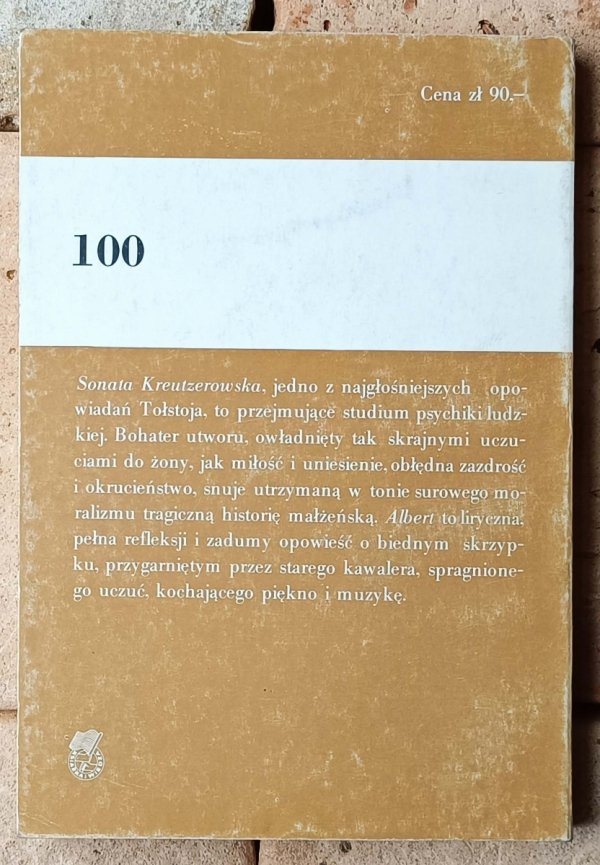 Cena zł 90.—
100
Sonata Kreutzerowska, jedno z najgłośniejszych opo-
wiadań Tołstoja, to przejmujące studium psychiki ludz-
kiej. Bohater utworu, owładnięty tak skrajnymi uczu-
ciami do żony, jak miłość i uniesienie, obłędna zazdrość
i okrucieństwo, snuje utrzymaną w tonie surowego mo-
ralizmu tragiczną historię małżeńską. Albert to liryczna,
pełna refleksji i zadumy opowieść o biednym skrzyp-
ku, przygarniętym przez starego kawalera, spragnione-
go uczuć, kochającego piękno i muzykę.